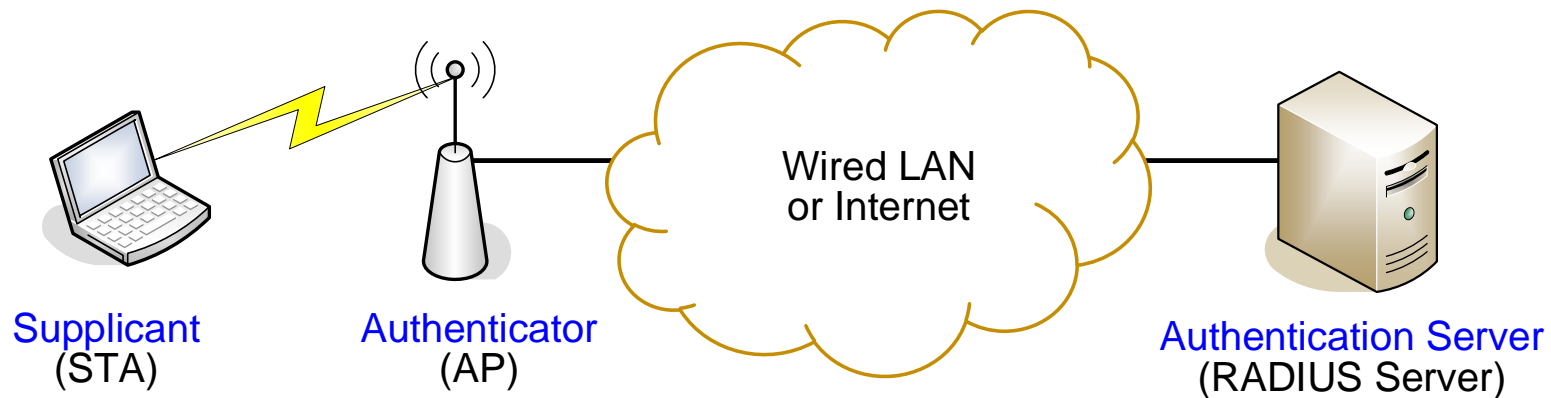 Wired LAN
or Internet
Supplicant
(STA)
Authenticator
(AP)
Authentication Server
(RADIUS Server)